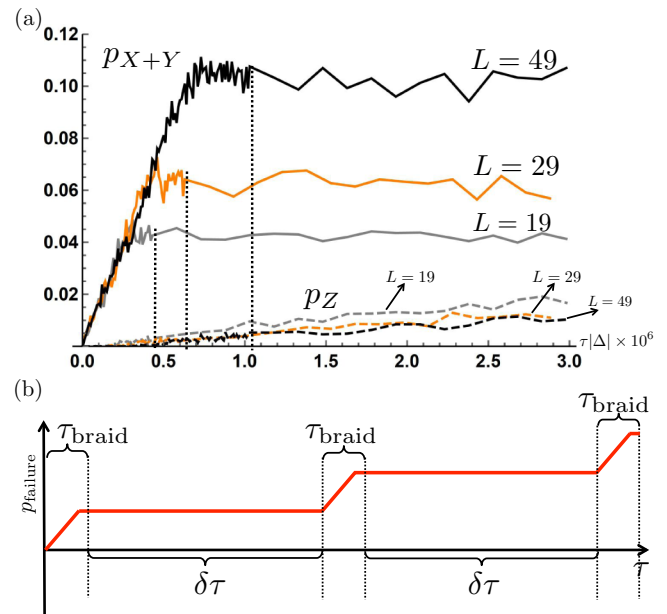 (a)
0.12
p_{X+Y}
L = 49
0.10
0.08
L = 29
0.06
L = 19
0.04
p_Z
L = 19
L = 29
L = 49
0.02
0.0 0.5 1.0 1.5 2.0 2.5 3.0
τ|Δ| × 10^6
(b)
τ_braid τ_braid τ_braid
p_failure
δτ δτ
τ